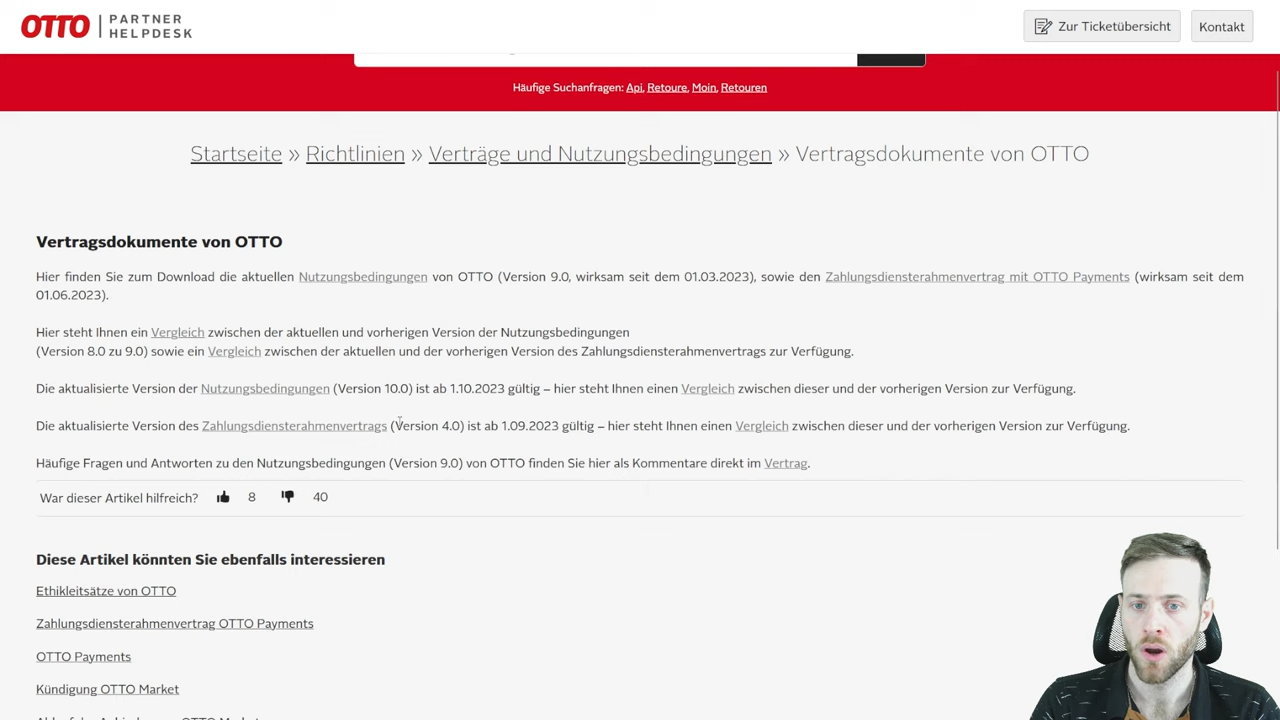 OTTO | PARTNER
HELPDESK
Zur Ticketübersicht
Kontakt
Häufige Suchanfragen: Api, Retoure, Moin, Retouren
Startseite » Richtlinien » Verträge und Nutzungsbedingungen » Vertragsdokumente von OTTO
Vertragsdokumente von OTTO
Hier finden Sie zum Download die aktuellen Nutzungsbedingungen von OTTO (Version 9.0, wirksam seit dem 01.03.2023), sowie den Zahlungsdiensterahmenvertrag mit OTTO Payments (wirksam seit dem
01.06.2023).
Hier steht Ihnen ein Vergleich zwischen der aktuellen und vorherigen Version der Nutzungsbedingungen
(Version 8.0 zu 9.0) sowie ein Vergleich zwischen der aktuellen und der vorherigen Version des Zahlungsdiensterahmenvertrags zur Verfügung.
Die aktualisierte Version der Nutzungsbedingungen (Version 10.0) ist ab 1.10.2023 gültig – hier steht Ihnen einen Vergleich zwischen dieser und der vorherigen Version zur Verfügung.
Die aktualisierte Version des Zahlungsdiensterahmenvertrags (Version 4.0) ist ab 1.09.2023 gültig – hier steht Ihnen einen Vergleich zwischen dieser und der vorherigen Version zur Verfügung.
Häufige Fragen und Antworten zu den Nutzungsbedingungen (Version 9.0) von OTTO finden Sie hier als Kommentare direkt im Vertrag.
War dieser Artikel hilfreich? 8 40
Diese Artikel könnten Sie ebenfalls interessieren
Ethikleitsätze von OTTO
Zahlungsdiensterahmenvertrag OTTO Payments
OTTO Payments
Kündigung OTTO Market